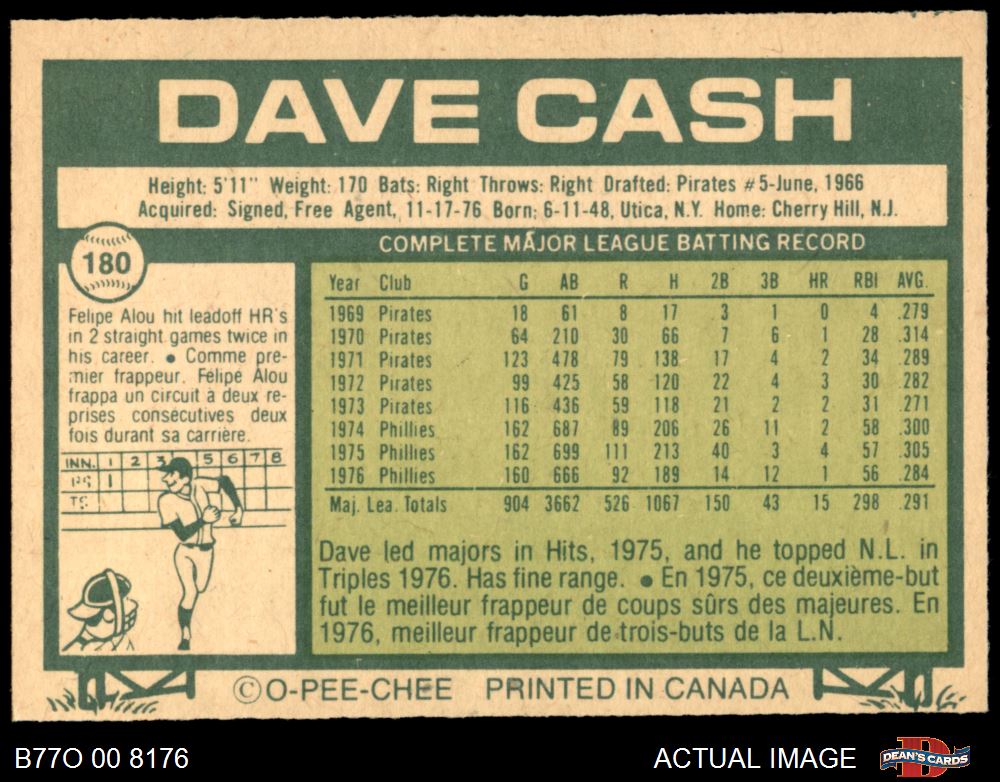 DAVE CASH
Height: 5'11" Weight: 170 Bats: Right Throws: Right Drafted: Pirates #5-June, 1966
Acquired: Signed, Free Agent, 11-17-76 Born: 6-11-48, Utica, N.Y. Home: Cherry Hill, N.J.
180
COMPLETE MAJOR LEAGUE BATTING RECORD
Felipe Alou hit leadoff HR's
in 2 straight games twice in
his career. ● Comme pre-
mier frappeur. Félipé Alou
frappa un circuit à deux re-
prises consécutives deux
fois durant sa carrière.
INN. 1 2 3 5 6 7 8
1
TS
Year Club G AB R H 2B 3B HR RBI AVG.
1969 Pirates 18 61 8 17 3 1 0 4 .279
1970 Pirates 64 210 30 66 7 6 1 28 .314
1971 Pirates 123 478 79 138 17 4 2 34 .289
1972 Pirates 99 425 58 120 22 4 3 30 .282
1973 Pirates 116 436 59 118 21 2 2 31 .271
1974 Phillies 162 687 89 206 26 11 2 58 .300
1975 Phillies 162 699 111 213 40 3 4 57 .305
1976 Phillies 160 666 92 189 14 12 1 56 .284
Maj. Lea. Totals 904 3662 526 1067 150 43 15 298 .291
Dave led majors in Hits, 1975, and he topped N.L. in
Triples 1976. Has fine range. ● En 1975, ce deuxième-but
fut le meilleur frappeur de coups sûrs des majeures. En
1976, meilleur frappeur de trois-buts de la L.N.
©O-PEE-CHEE PRINTED IN CANADA
B77O 00 8176
ACTUAL IMAGE
DEAN'S CARDS